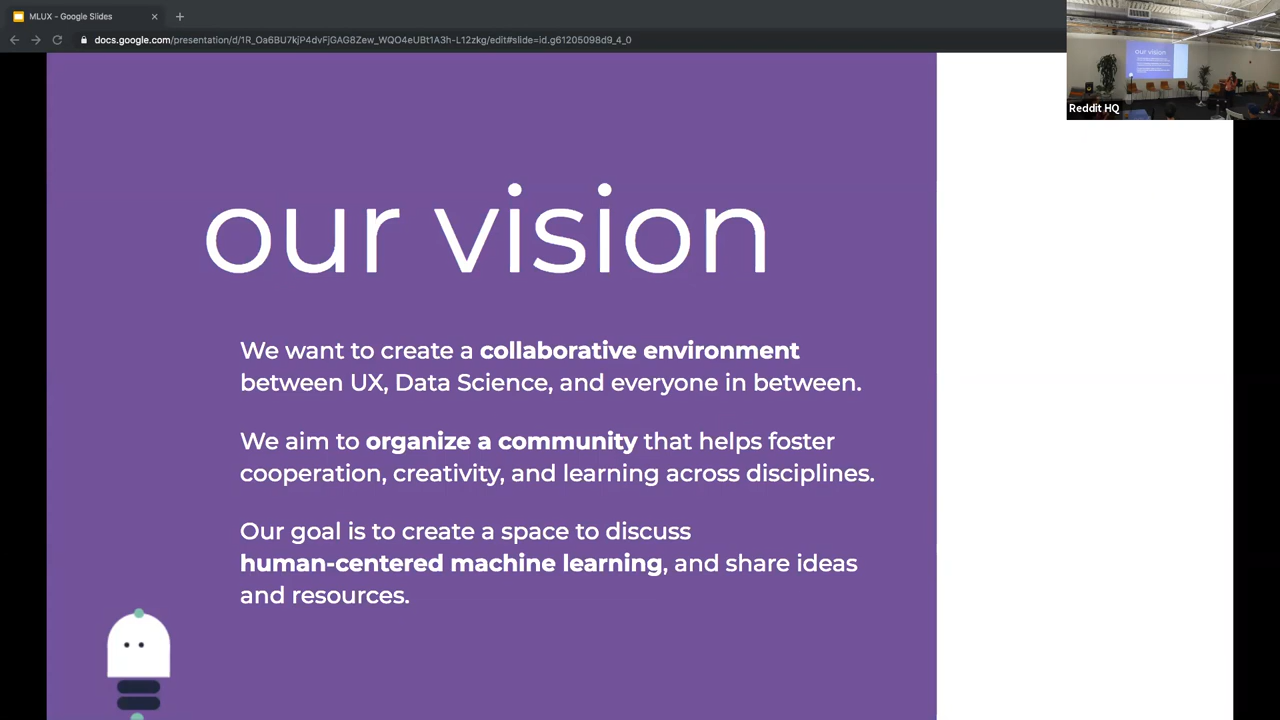 MLUX - Google Slides
docs.google.com/presentation/d/1R_Oa6BU7kjP4dvFjGAG8Zew_WQO4eUBt1A3h-L12zkg/edit#slide=id.g61205098d9_4_0
our vision
Reddit HQ
our vision
We want to create a collaborative environment
between UX, Data Science, and everyone in between.
We aim to organize a community that helps foster
cooperation, creativity, and learning across disciplines.
Our goal is to create a space to discuss
human-centered machine learning, and share ideas
and resources.